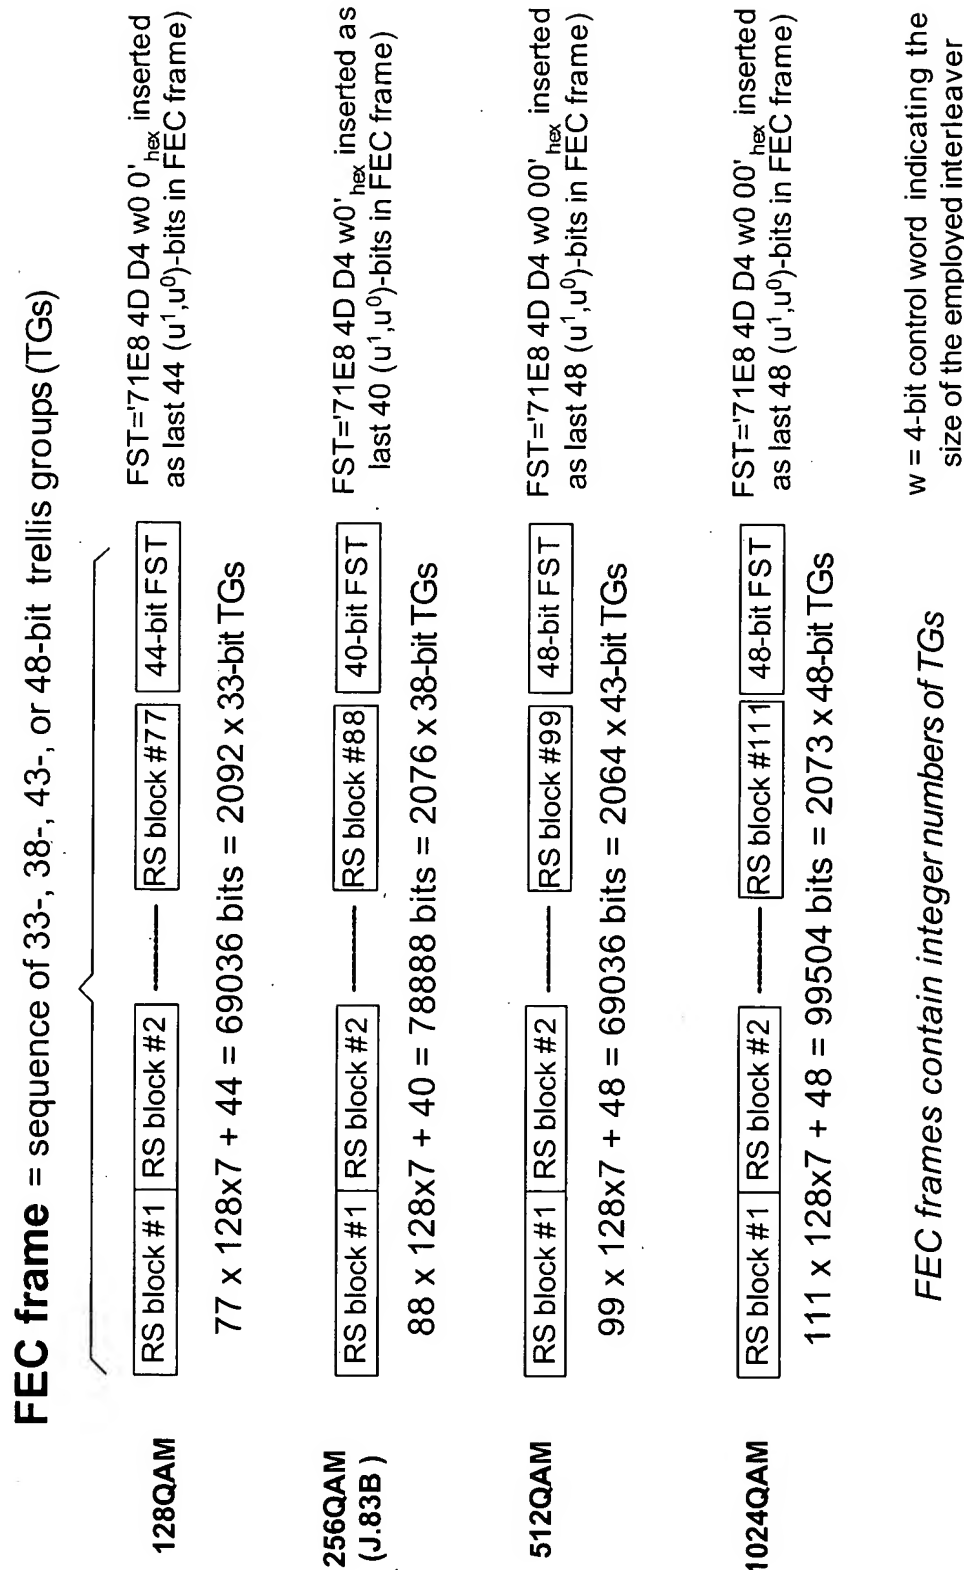 FEC frame = sequence of 33-, 38-, 43-, or 48-bit trellis groups (TGs)
128QAM
RS block #1 RS block #2 RS block #77 44-bit FST
FST='71E8 4D D4 w0 0'hex inserted
as last 44 (u¹,u⁰)-bits in FEC frame)
77 x 128x7 + 44 = 69036 bits = 2092 x 33-bit TGs
256QAM
(J.83B )
RS block #1 RS block #2 RS block #88 40-bit FST
FST='71E8 4D D4 w0'hex inserted as
last 40 (u¹,u⁰)-bits in FEC frame)
88 x 128x7 + 40 = 78888 bits = 2076 x 38-bit TGs
512QAM
RS block #1 RS block #2 RS block #99 48-bit FST
FST='71E8 4D D4 w0 00'hex inserted
as last 48 (u¹,u⁰)-bits in FEC frame)
99 x 128x7 + 48 = 69036 bits = 2064 x 43-bit TGs
1024QAM
RS block #1 RS block #2 RS block #111 48-bit FST
FST='71E8 4D D4 w0 00'hex inserted
as last 48 (u¹,u⁰)-bits in FEC frame)
111 x 128x7 + 48 = 99504 bits = 2073 x 48-bit TGs
FEC frames contain integer numbers of TGs
w = 4-bit control word indicating the
size of the employed interleaver